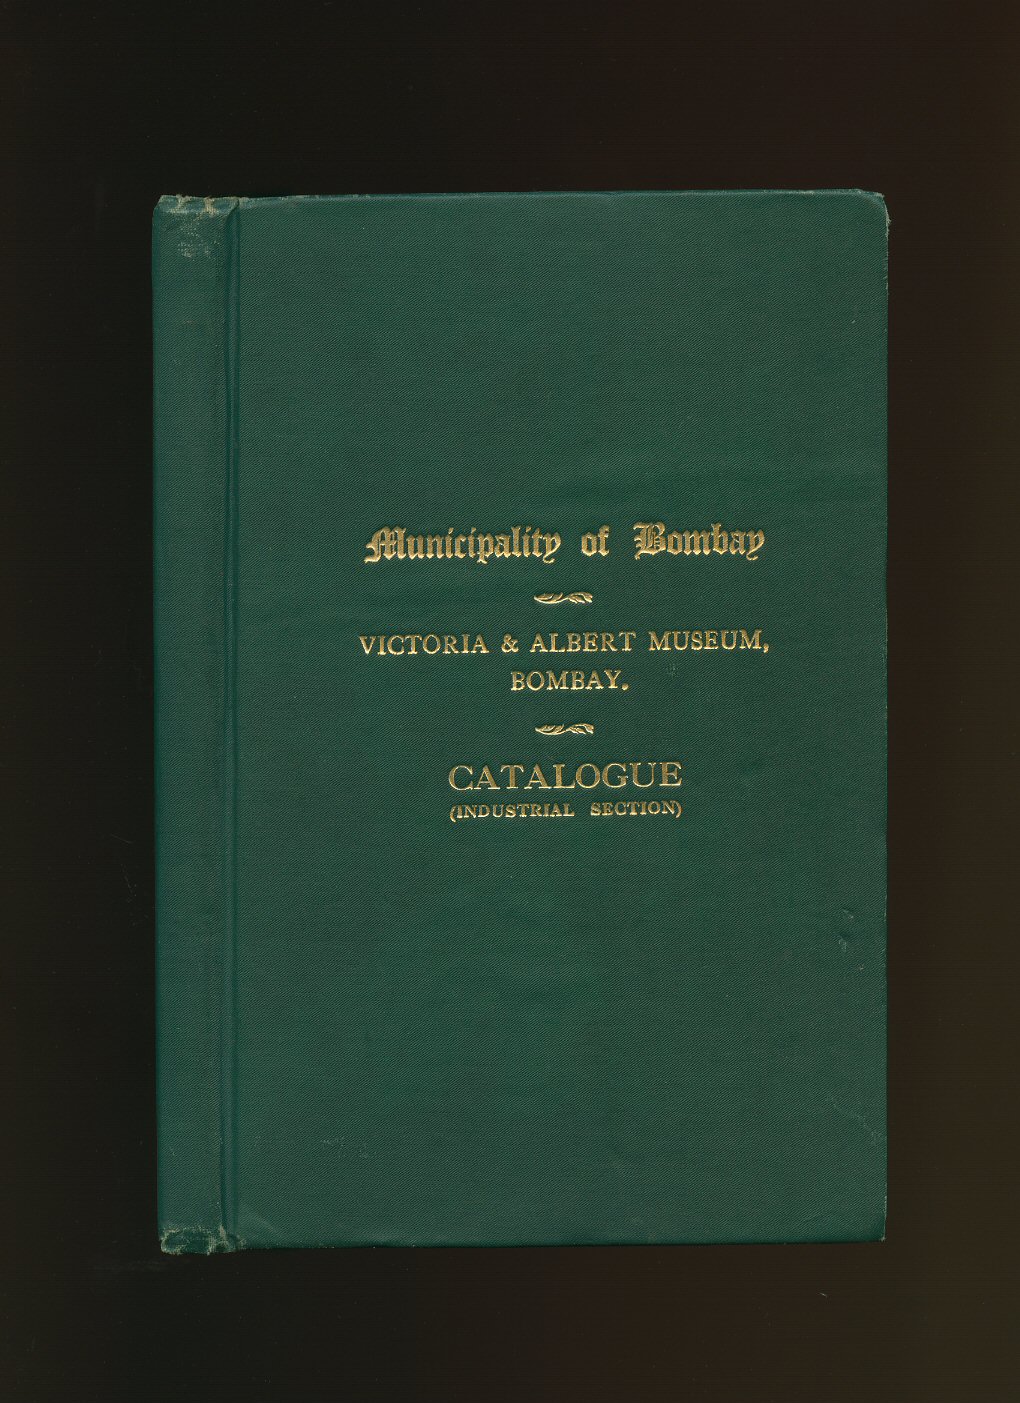 Municipality of Bombay
VICTORIA & ALBERT MUSEUM,
BOMBAY.
CATALOGUE
(INDUSTRIAL SECTION)